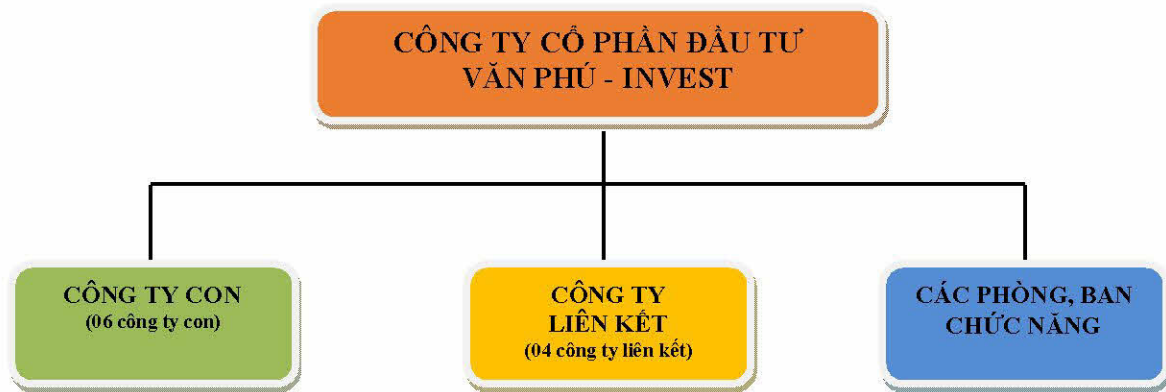 CÔNG TY CỔ PHẦN ĐẦU TƯ
VĂN PHÚ - INVEST
CÔNG TY CON
(06 công ty con)
CÔNG TY
LIÊN KẾT
(04 công ty liên kết)
CÁC PHÒNG, BAN
CHỨC NĂNG